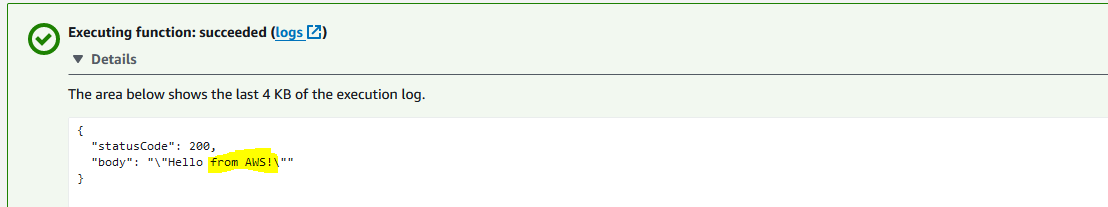 Executing function: succeeded (logs)
Details
The area below shows the last 4 KB of the execution log.
{
  "statusCode": 200,
  "body": "\"Hello from AWS!\""
}